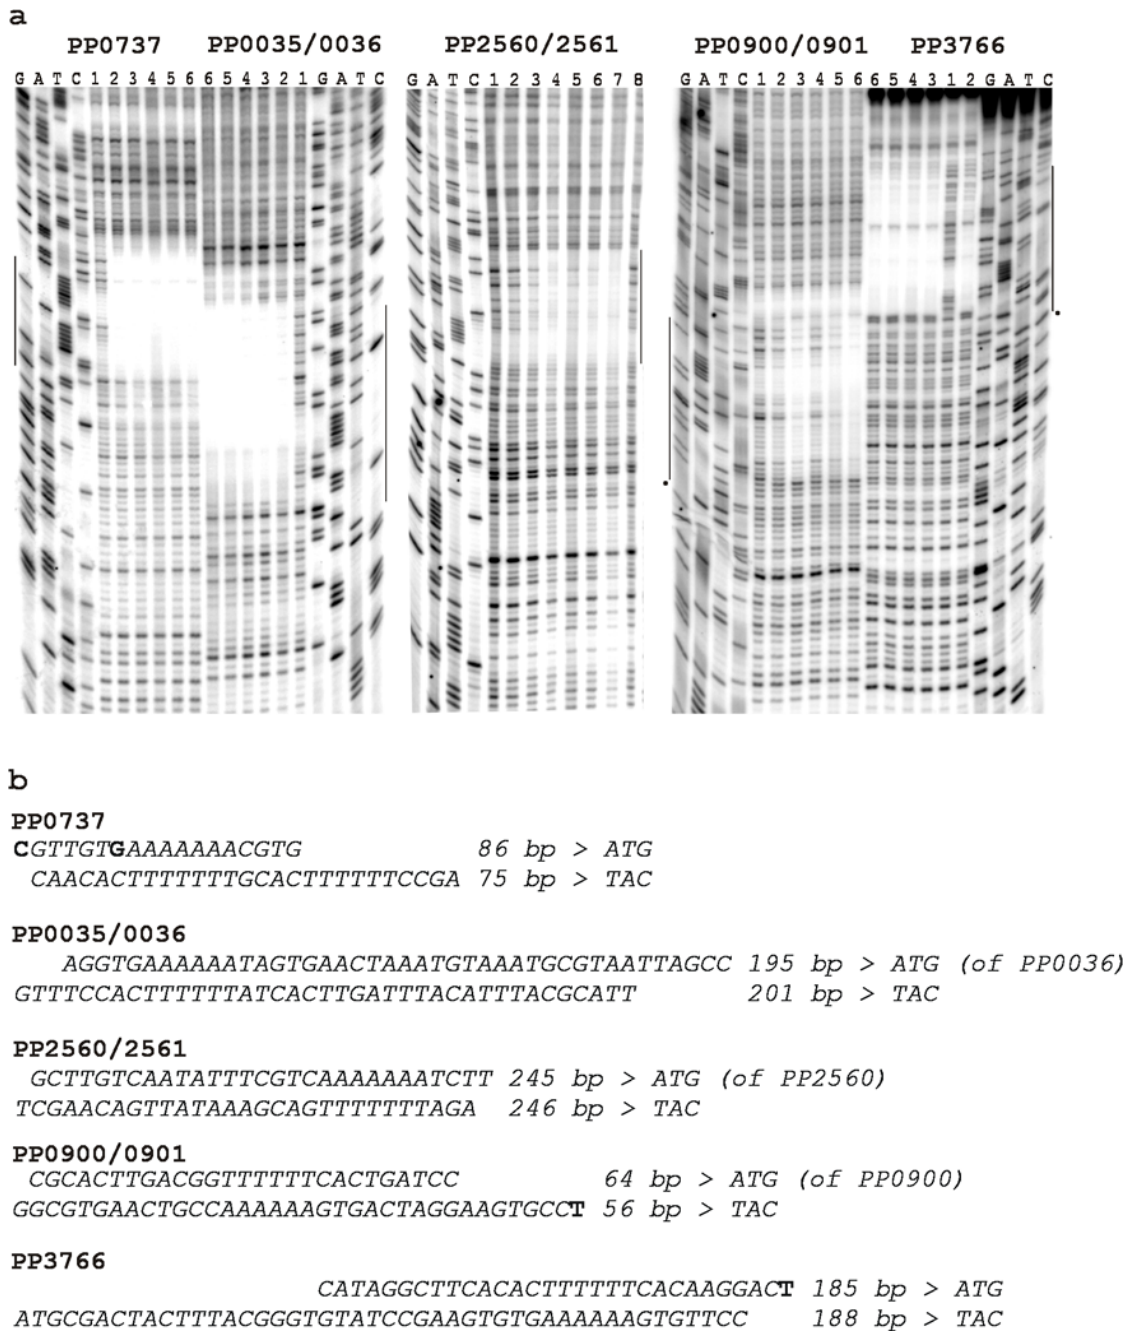 a
PP0737 PP0035/0036 PP2560/2561 PP0900/0901 PP3766
G A T C 1 2 3 4 5 6 6 5 4 3 2 1 G A T C G A T C 1 2 3 4 5 6 7 8 G A T C 1 2 3 4 5 6 6 5 4 3 1 2 G A T C
b
PP0737
CGTTGTGAAAAAAACGTG 86 bp > ATG
CAACACTTTTTTTGCACTTTTTTCCGA 75 bp > TAC
PP0035/0036
AGGTGAAAAAATAGTGAACTAAATGTAAATGCGTAATTAGCC 195 bp > ATG (of PP0036)
GTTTCCACTTTTTTATCACTTGATTTACATTTACGCATT 201 bp > TAC
PP2560/2561
GCTTGTCAATATTTCGTCAAAAAAATCTT 245 bp > ATG (of PP2560)
TCGAACAGTTATAAAGCAGTTTTTTTAGA 246 bp > TAC
PP0900/0901
CGCACTTGACGGTTTTTTCACTGATCC 64 bp > ATG (of PP0900)
GGCGTGAACTGCCAAAAAAGTGACTAGGAAGTGCCT 56 bp > TAC
PP3766
CATAGGCTTCACACTTTTTTCACAAGGACT 185 bp > ATG
ATGCGACTACTTTACGGGTGTATCCGAAGTGTGAAAAAAGTGTTCC 188 bp > TAC